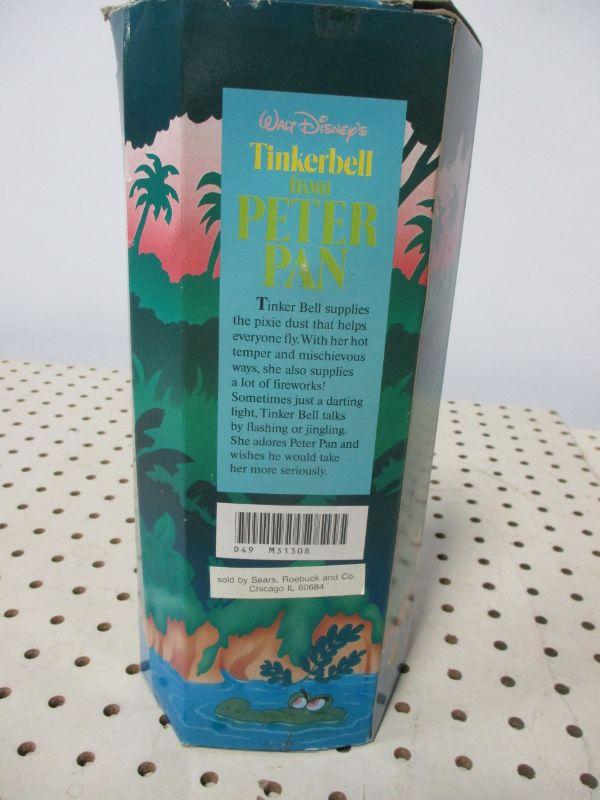 Walt Disney's
Tinkerbell
from
PETER
PAN
Tinker Bell supplies
the pixie dust that helps
everyone fly. With her hot
temper and mischievous
ways, she also supplies
a lot of fireworks!
Sometimes just a darting
light, Tinker Bell talks
by flashing or jingling.
She adores Peter Pan and
wishes he would take
her more seriously.
D49 M31308
sold by Sears, Roebuck and Co.
Chicago IL 60684